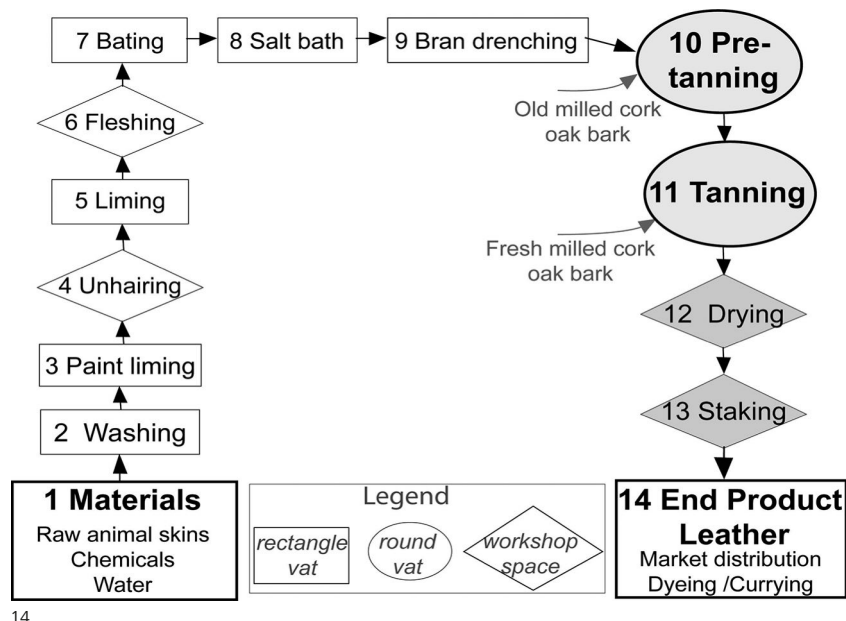 7 Bating
8 Salt bath
9 Bran drenching
10 Pre-
tanning
Old milled cork
oak bark
6 Fleshing
5 Liming
11 Tanning
Fresh milled cork
oak bark
4 Unhairing
12 Drying
3 Paint liming
13 Staking
2 Washing
1 Materials
Raw animal skins
Chemicals
Water
Legend
rectangle
vat
round
vat
workshop
space
14 End Product
Leather
Market distribution
Dyeing /Currying
14